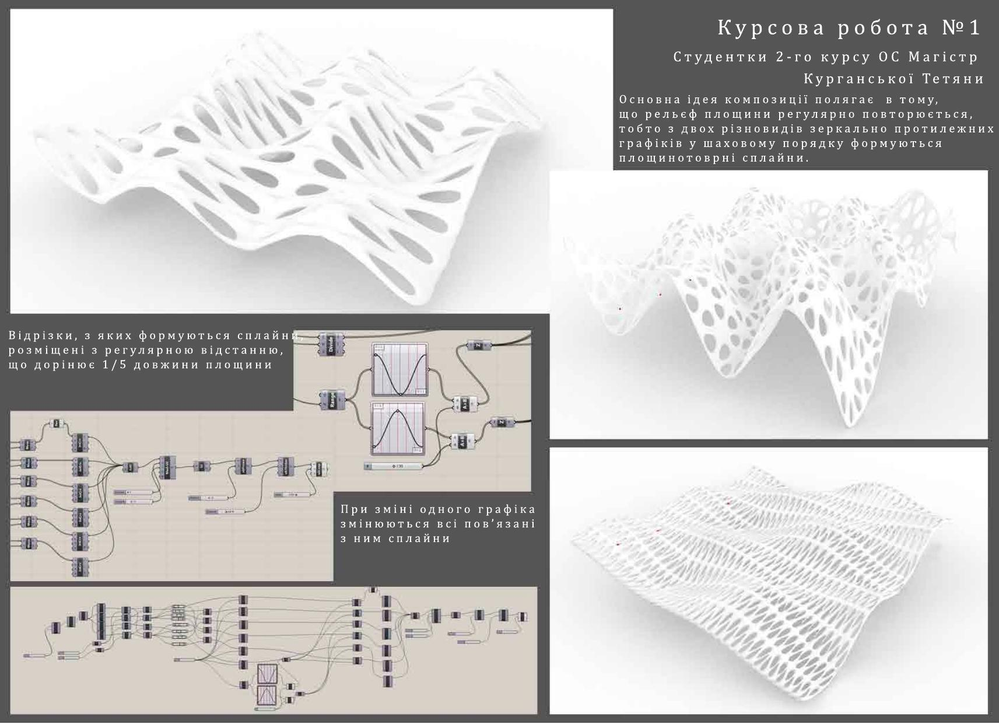 Курсова робота №1
Студентки 2-го курсу ОС Магістр
Курганської Тетяни
Основна ідея композиції полягає в тому,
що рельєф площини регулярно повторюється,
тобто з двох різновидів зеркально протилежних
графіків у шаховому порядку формуються
площинотоврні сплайни.
Відрізки, з яких формуються сплайни,
розміщені з регулярною відстанню,
що дорінює 1/5 довжини площини
Divide
Range
A×B
A×B
Z
Z
При зміні одного графіка
змінюються всі пов’язані
з ним сплайни